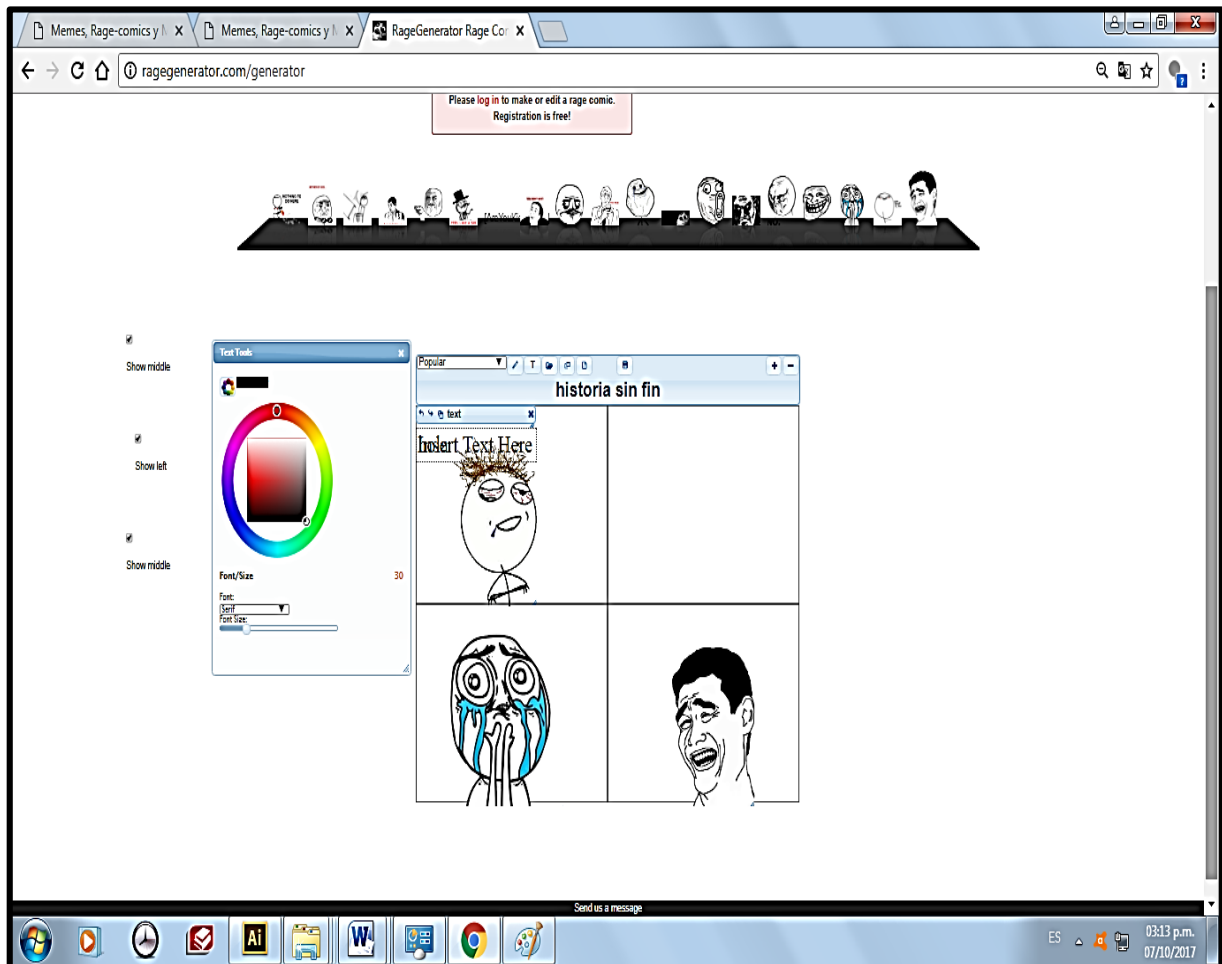 Memes, Rage-comics y
Memes, Rage-comics y
RageGenerator Rage Cor
ragegenerator.com/generator
Please log in to make or edit a rage comic.
Registration is free!
Show middle
Show left
Show middle
Text Tools
Font/Size 30
Font:
Serif
Font Size:
Popular
T
historia sin fin
text
Insert Text Here
Send us a message
Ai
W
ES
03:13 p.m.
07/10/2017